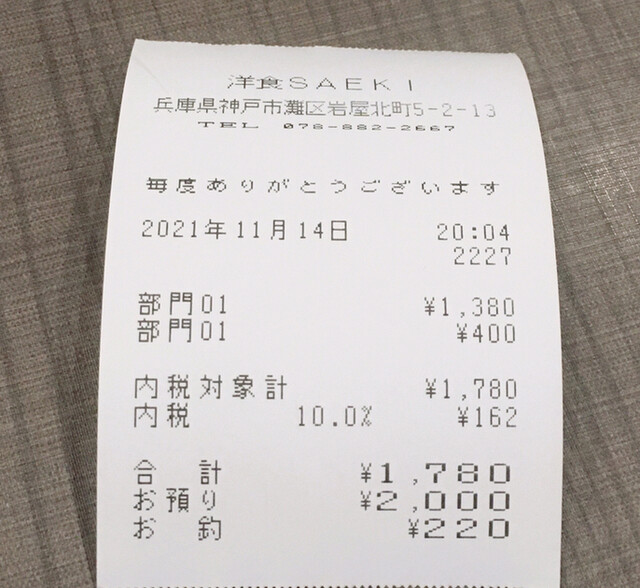 洋食SAEKI
兵庫県神戸市灘区岩屋北町5-2-13
TEL 078-882-2667
毎度ありがとうございます
2021年11月14日 20:04
2227
部門01 ¥1,380
部門01 ¥400
内税対象計 ¥1,780
内税 10.0% ¥162
合計 ¥1,780
お預り ¥2,000
お釣 ¥220